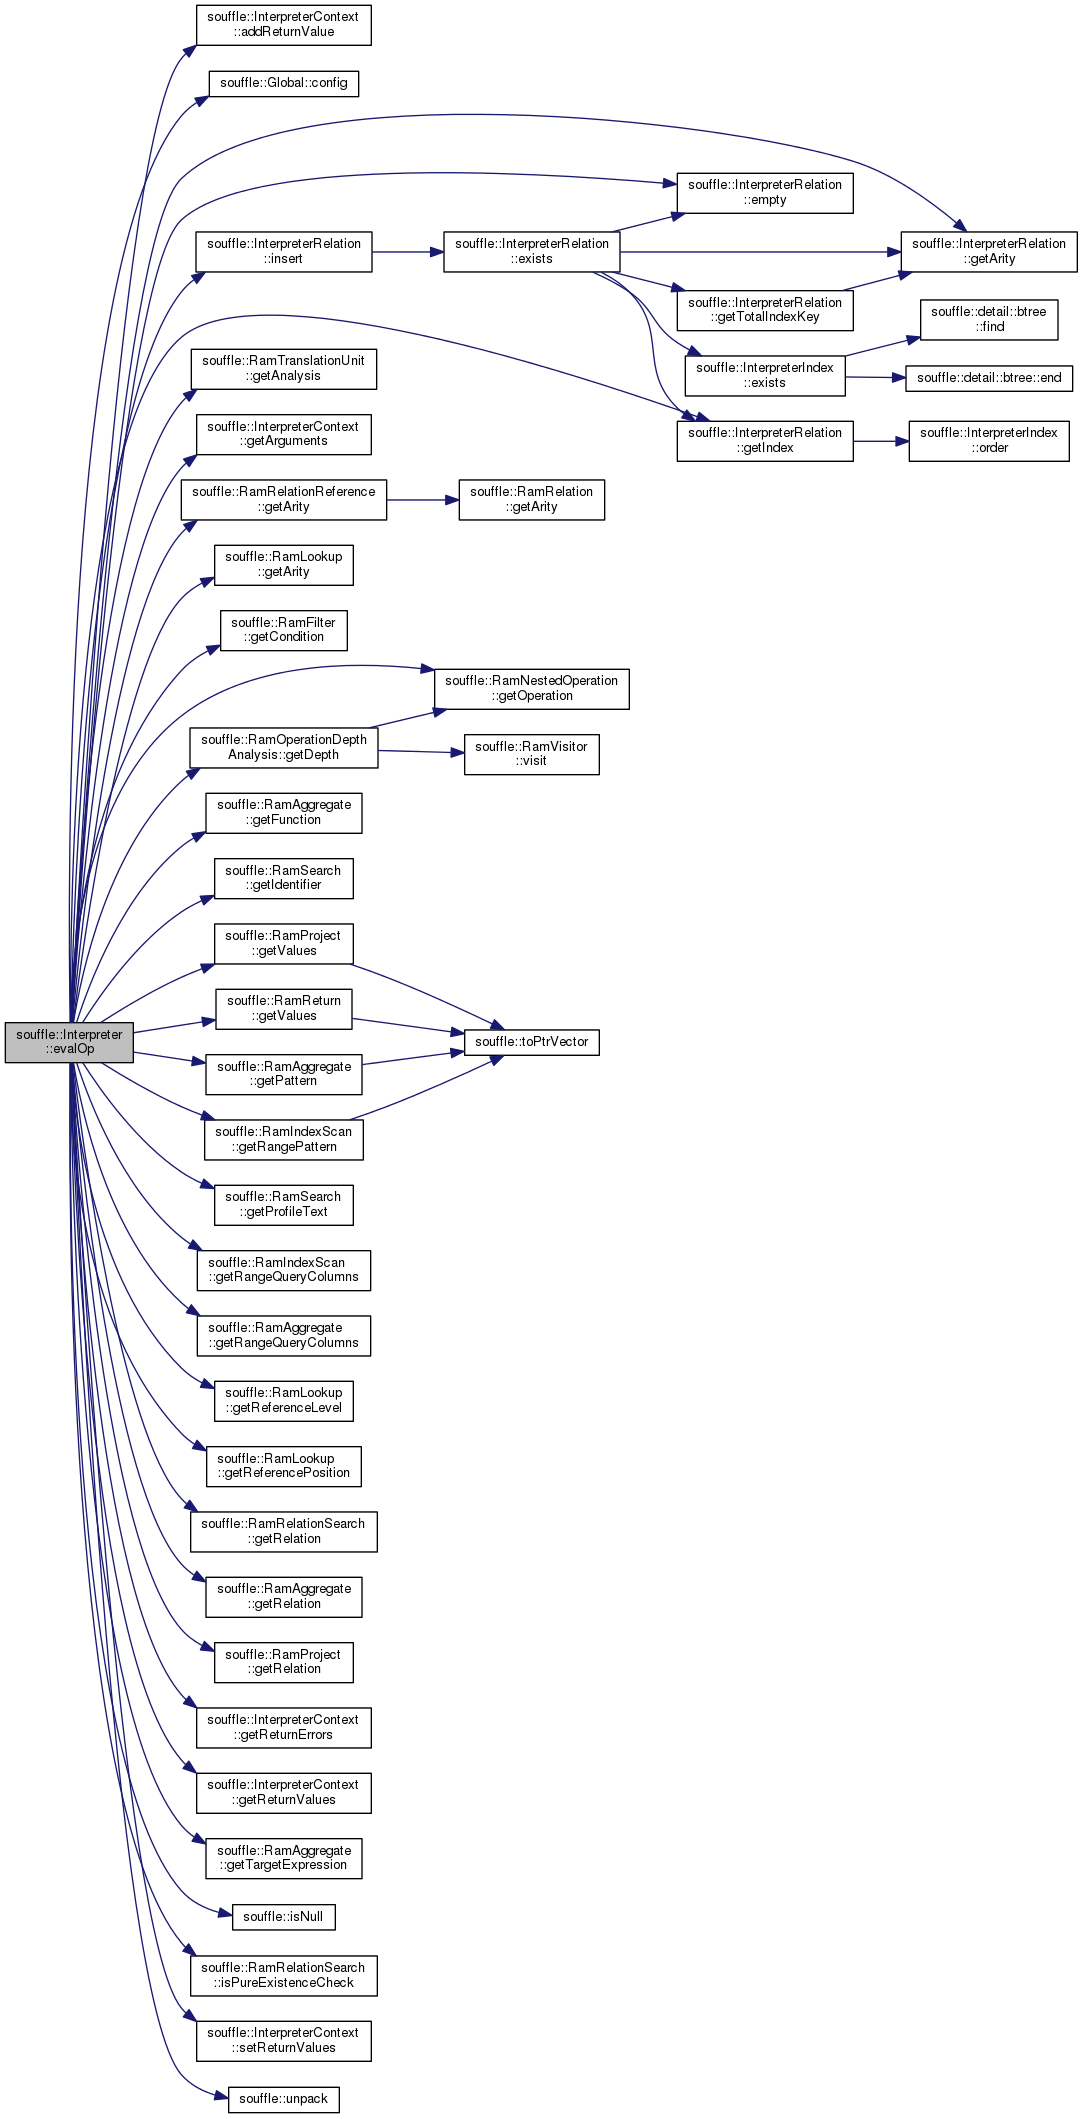 souffle::InterpreterContext
::addReturnValue
souffle::Global::config
souffle::InterpreterRelation
::empty
souffle::InterpreterRelation
::insert
souffle::InterpreterRelation
::exists
souffle::InterpreterRelation
::getArity
souffle::InterpreterRelation
::getTotalIndexKey
souffle::detail::btree
::find
souffle::RamTranslationUnit
::getAnalysis
souffle::InterpreterIndex
::exists
souffle::detail::btree::end
souffle::InterpreterContext
::getArguments
souffle::InterpreterRelation
::getIndex
souffle::InterpreterIndex
::order
souffle::RamRelationReference
::getArity
souffle::RamRelation
::getArity
souffle::RamLookup
::getArity
souffle::RamFilter
::getCondition
souffle::RamNestedOperation
::getOperation
souffle::RamOperationDepth
Analysis::getDepth
souffle::RamVisitor
::visit
souffle::RamAggregate
::getFunction
souffle::RamSearch
::getIdentifier
souffle::RamProject
::getValues
souffle::RamReturn
::getValues
souffle::Interpreter
::evalOp
souffle::toPtrVector
souffle::RamAggregate
::getPattern
souffle::RamIndexScan
::getRangePattern
souffle::RamSearch
::getProfileText
souffle::RamIndexScan
::getRangeQueryColumns
souffle::RamAggregate
::getRangeQueryColumns
souffle::RamLookup
::getReferenceLevel
souffle::RamLookup
::getReferencePosition
souffle::RamRelationSearch
::getRelation
souffle::RamAggregate
::getRelation
souffle::RamProject
::getRelation
souffle::InterpreterContext
::getReturnErrors
souffle::InterpreterContext
::getReturnValues
souffle::RamAggregate
::getTargetExpression
souffle::isNull
souffle::RamRelationSearch
::isPureExistenceCheck
souffle::InterpreterContext
::setReturnValues
souffle::unpack